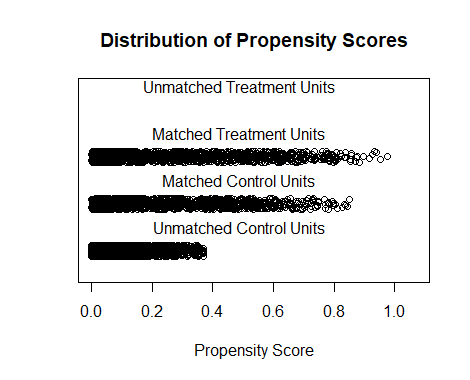 Distribution of Propensity Scores
Unmatched Treatment Units
Matched Treatment Units
Matched Control Units
Unmatched Control Units
0.0 0.2 0.4 0.6 0.8 1.0
Propensity Score